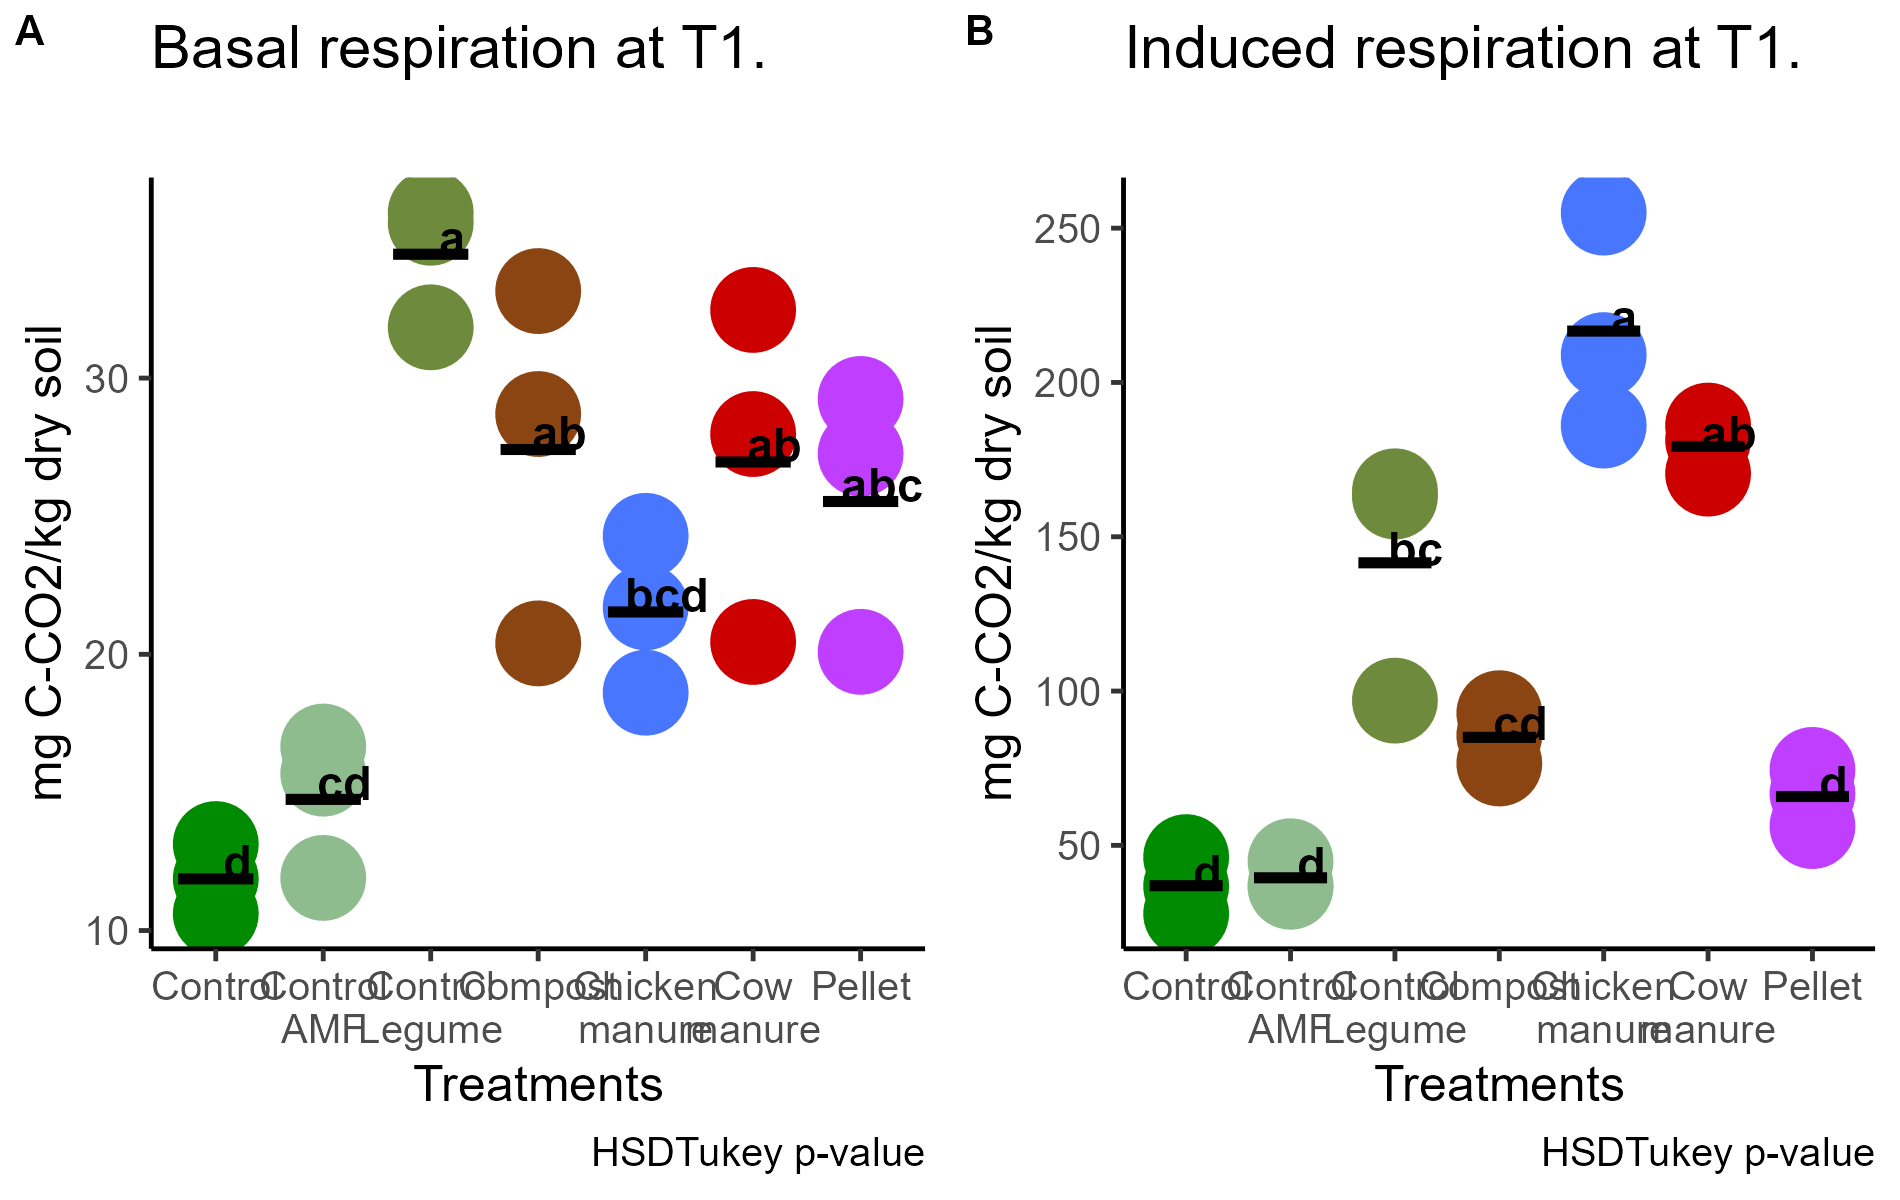 A
Basal respiration at T1.
mg C-CO2/kg dry soil
30
20
10
d
cd
a
ab
bcd
ab
abc
Control
Control
AMF
Control
Legume
Compost
Chicken
manure
Cow
manure
Pellet
Treatments
HSDTukey p-value
B
Induced respiration at T1.
mg C-CO2/kg dry soil
250
200
150
100
50
d
d
bc
cd
a
ab
d
Control
Control
AMF
Control
Legume
Compost
Chicken
manure
Cow
manure
Pellet
Treatments
HSDTukey p-value